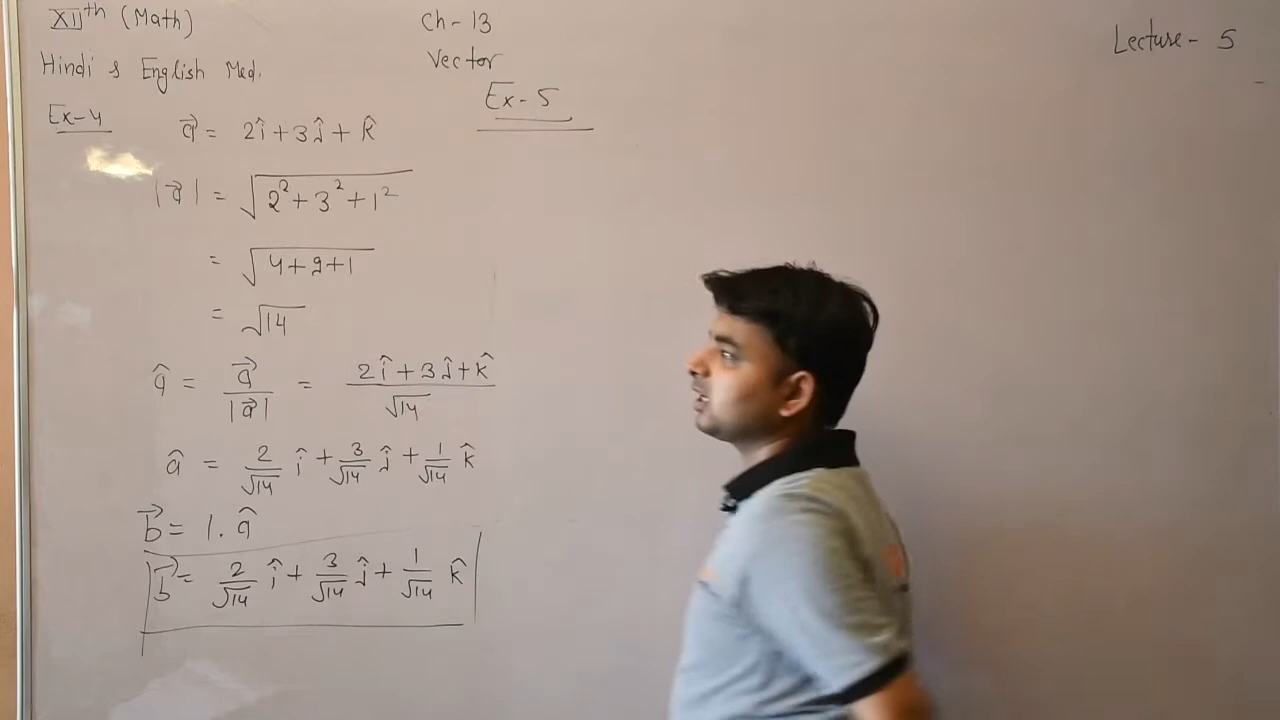 XIIth (Math)
Ch - 13
Lecture - 5
Hindi & English Med.
Vector
Ex-4
Ex-5
a⃗ = 2î + 3ĵ + k̂
|a⃗| = √(2² + 3² + 1²)
= √(4+9+1)
= √14
â = a⃗/|a⃗| = (2î + 3ĵ + k̂)/√14
â = 2/√14 î + 3/√14 ĵ + 1/√14 k̂
b⃗ = 1. â
b⃗ = 2/√14 î + 3/√14 ĵ + 1/√14 k̂